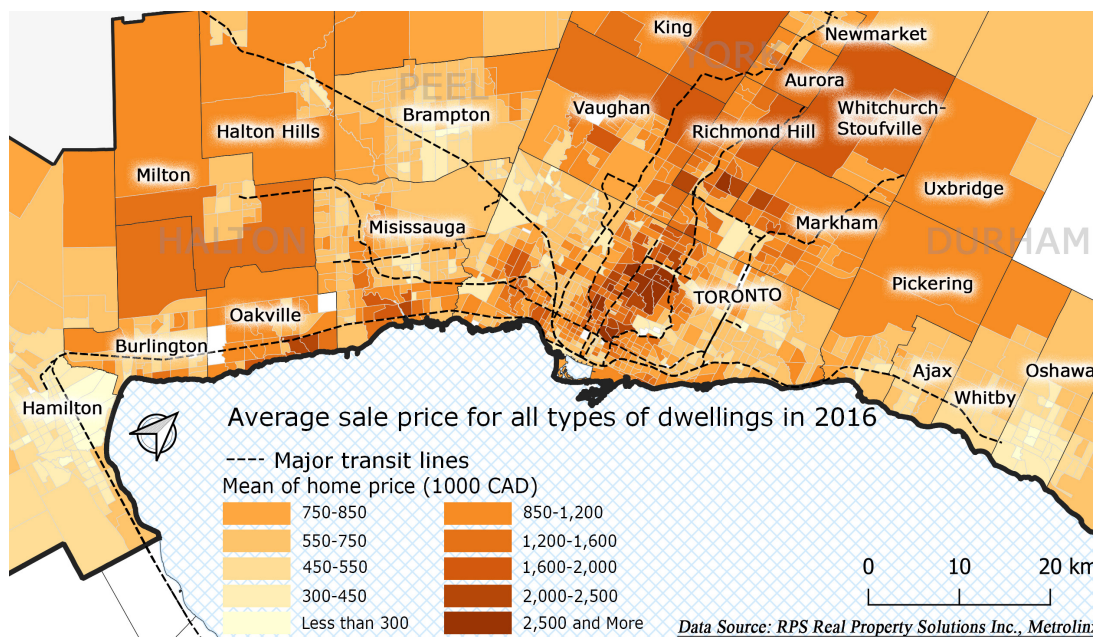 King
YORK
Newmarket
PEEL
Aurora
Brampton
Vaughan
Whitchurch-
Stoufville
Halton Hills
Richmond Hill
Milton
Uxbridge
Misissauga
Markham
HALTON
DURHAM
Pickering
TORONTO
Oakville
Burlington
Ajax
Oshawa
Whitby
Hamilton
Average sale price for all types of dwellings in 2016
Major transit lines
Mean of home price (1000 CAD)
750-850
850-1,200
550-750
1,200-1,600
450-550
1,600-2,000
300-450
2,000-2,500
Less than 300
2,500 and More
0 10 20 km
Data Source: RPS Real Property Solutions Inc., Metrolinx